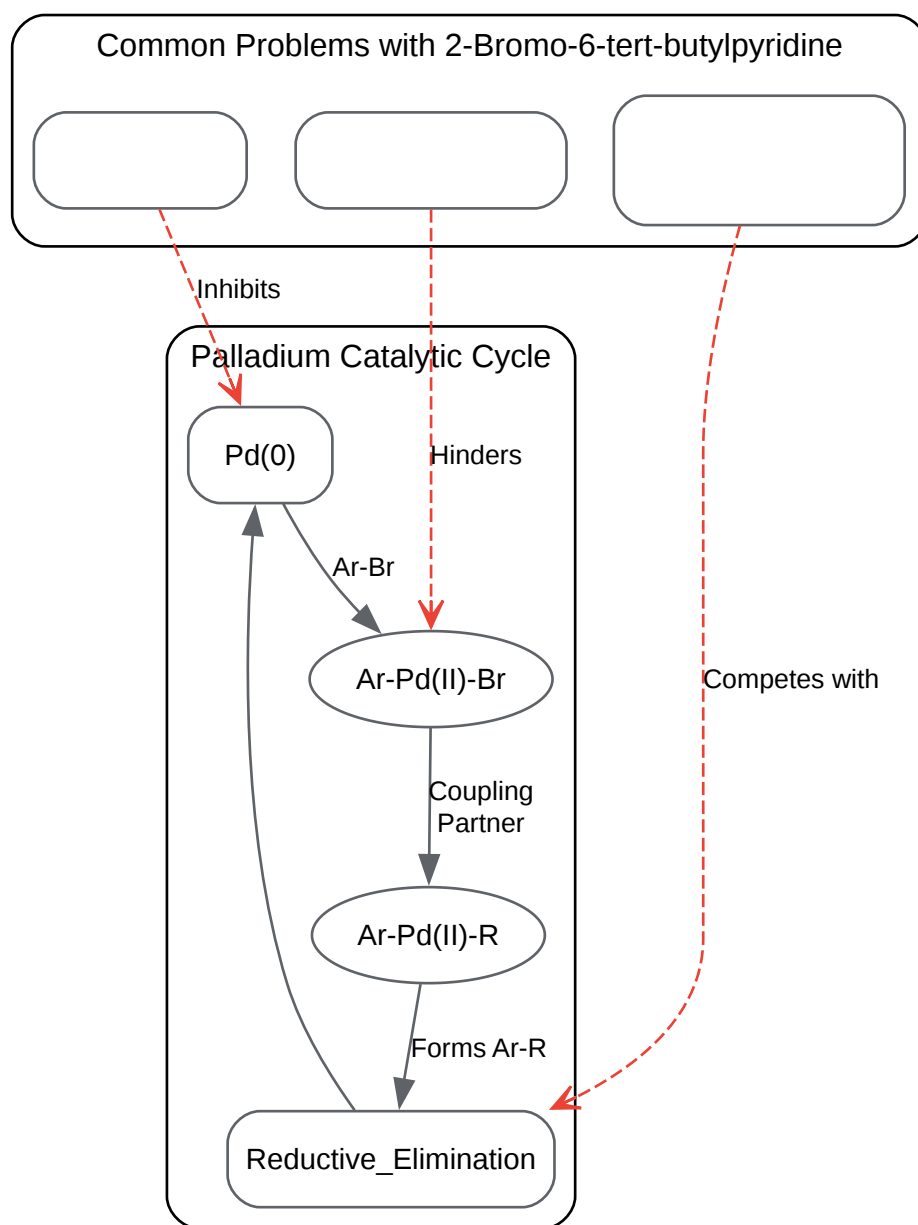 Common Problems with 2-Bromo-6-tert-butylpyridine
Inhibits
Palladium Catalytic Cycle
Pd(0)
Hinders
Ar-Br
Ar-Pd(II)-Br
Competes with
Coupling
Partner
Ar-Pd(II)-R
Forms Ar-R
Reductive_Elimination